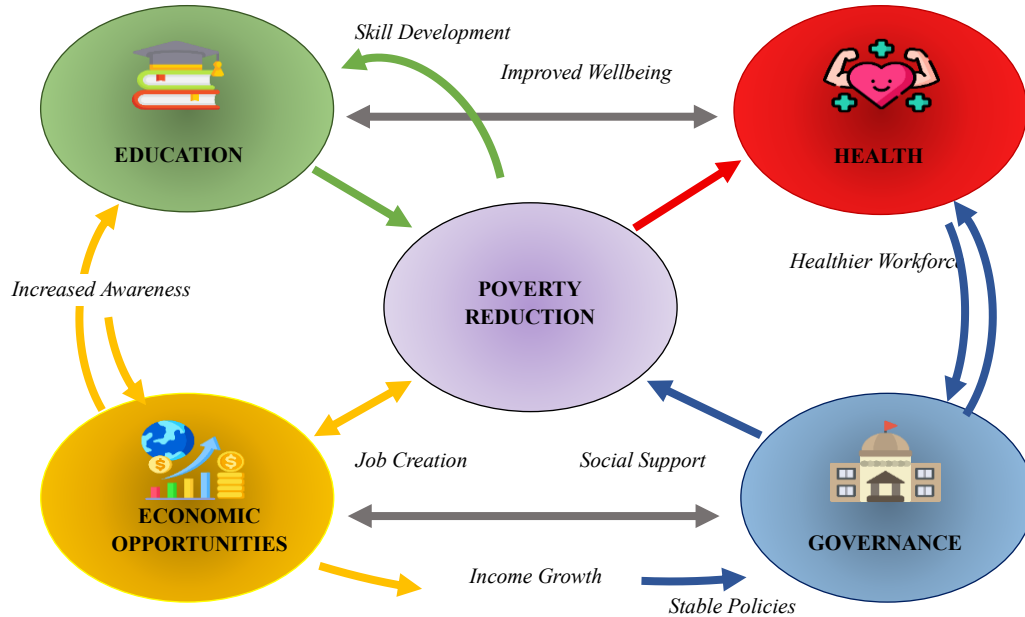 Skill Development
Improved Wellbeing
EDUCATION
HEALTH
Healthier Workforce
Increased Awareness
POVERTY
REDUCTION
Job Creation
Social Support
ECONOMIC
OPPORTUNITIES
GOVERNANCE
Income Growth
Stable Policies